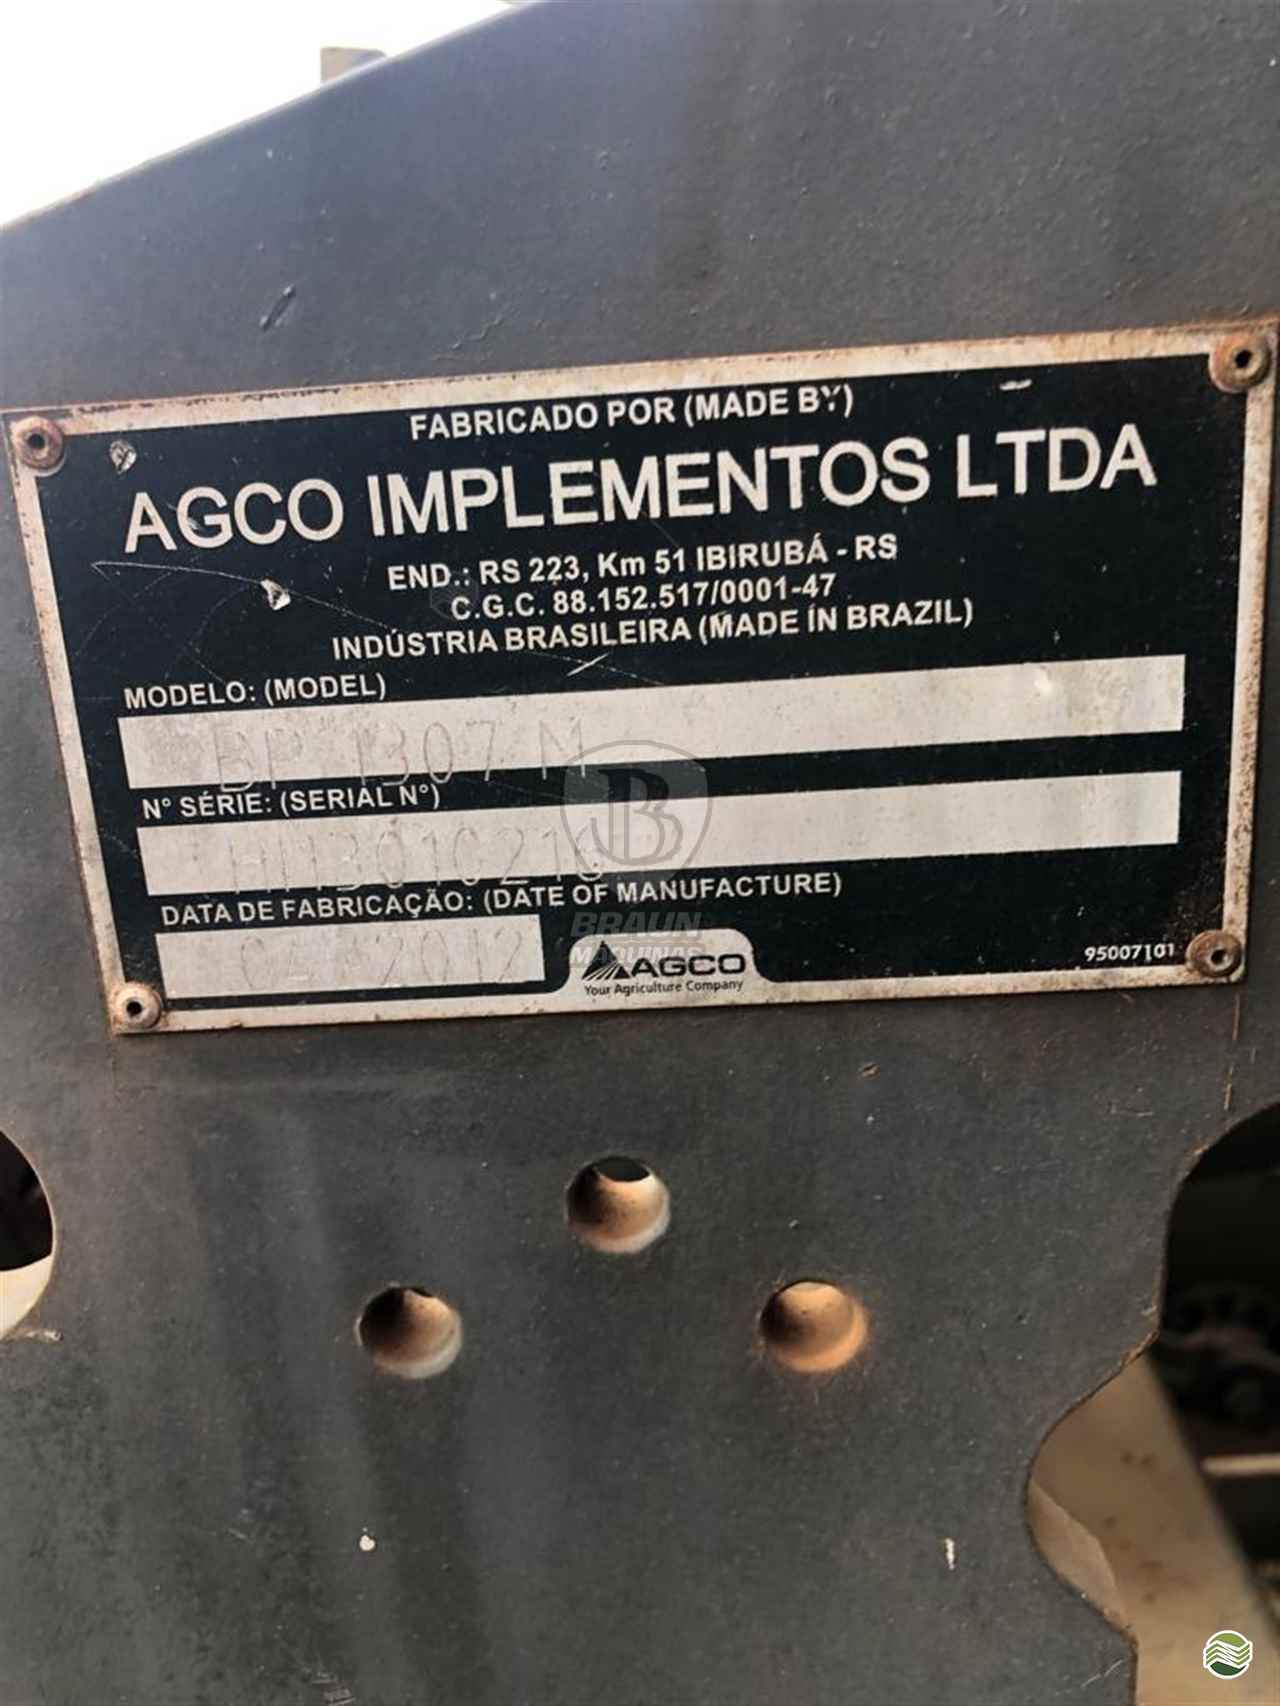 FABRICADO POR (MADE BY)
AGCO IMPLEMENTOS LTDA
END.: RS 223, Km 51 IBIRUBÁ - RS
C.G.C. 88.152.517/0001-47
INDÚSTRIA BRASILEIRA (MADE IN BRAZIL)
MODELO: (MODEL)
BP 1307 M
N° SÉRIE: (SERIAL N°)
DATA DE FABRICAÇÃO: (DATE OF MANUFACTURE)
2012
BRAUN
MÁQUINAS
AGCO
Your Agriculture Company
95007101